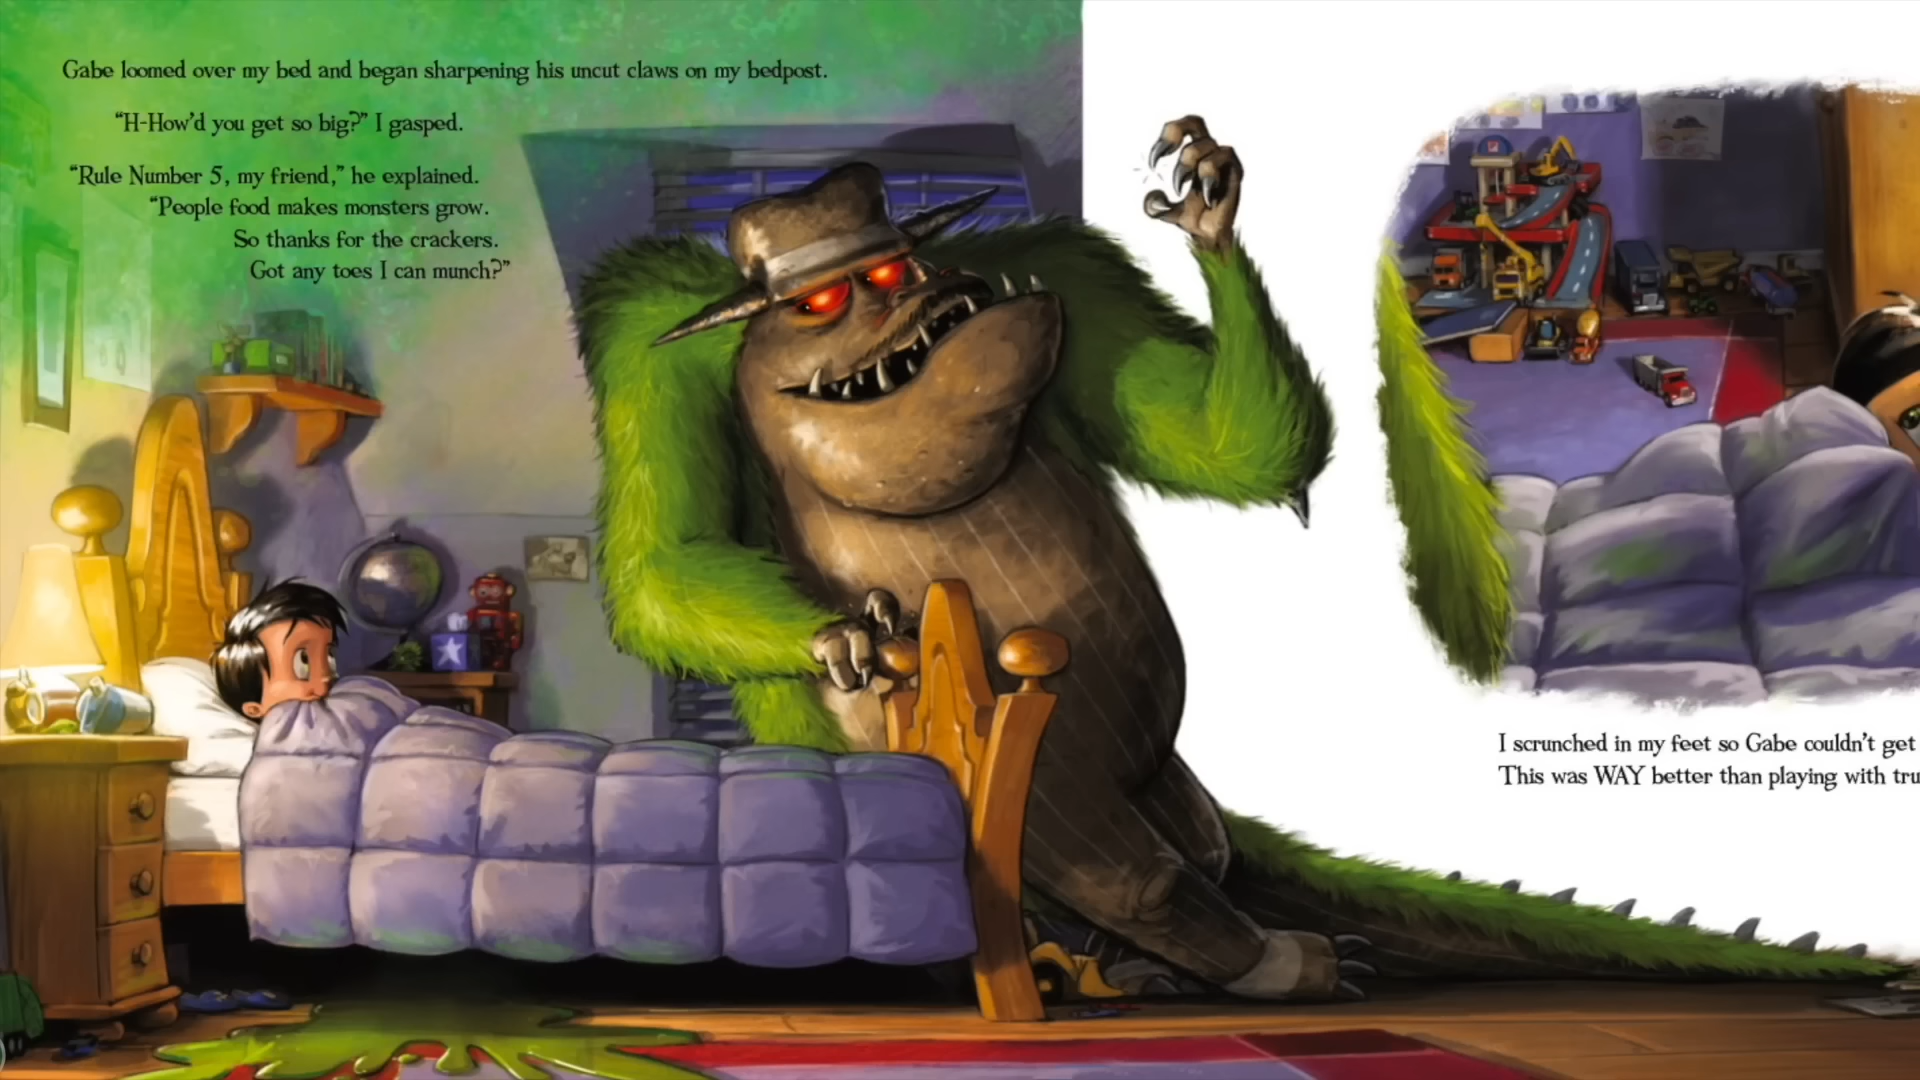 Gabe loomed over my bed and began sharpening his uncut claws on my bedpost.
“H-How’d you get so big?” I gasped.
“Rule Number 5, my friend,” he explained.
“People food makes monsters grow.
So thanks for the crackers.
Got any toes I can munch?”
I scrunched in my feet so Gabe couldn’t get
This was WAY better than playing with tru